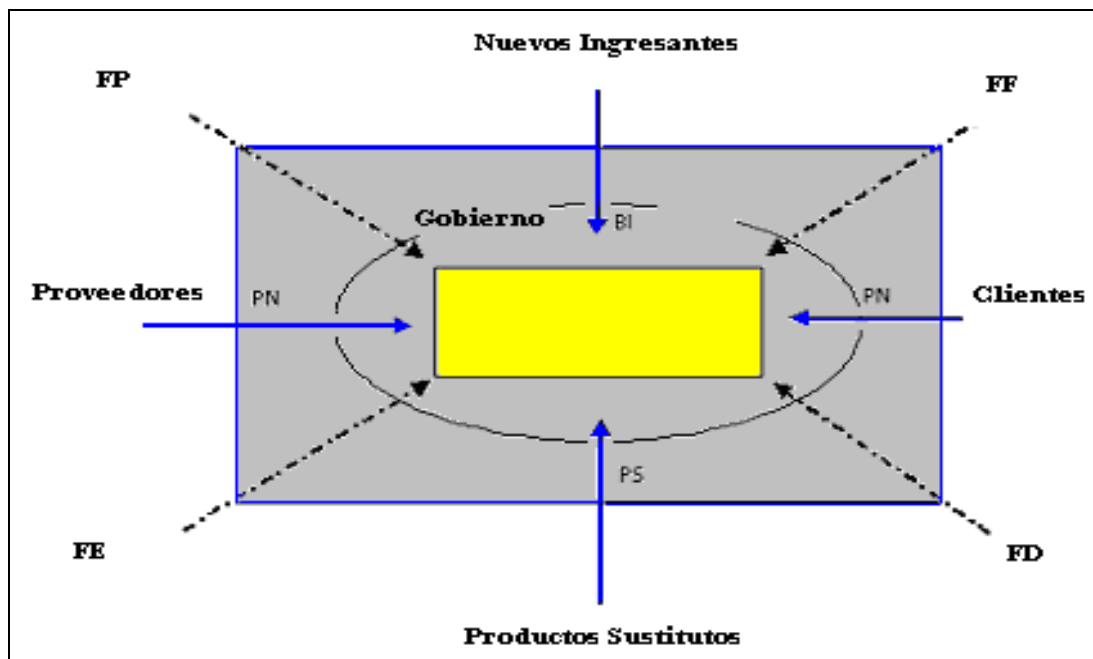 Nuevos Ingresantes
FP
FF
Gobierno
BI
Proveedores
PN
PN
Clientes
PS
FE
FD
Productos Sustitutos